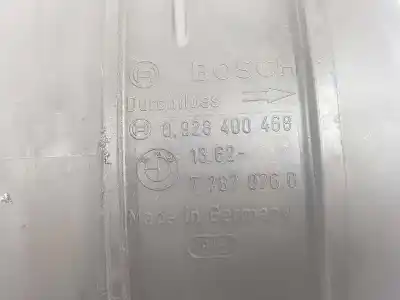 BOSCH
Durchfluss
0 928 400 468
13.62-
7 787 076 0
Made in Germany